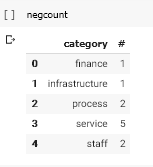 [ ] negcount
category #
0 finance 1
1 infrastructure 1
2 process 2
3 service 5
4 staff 2